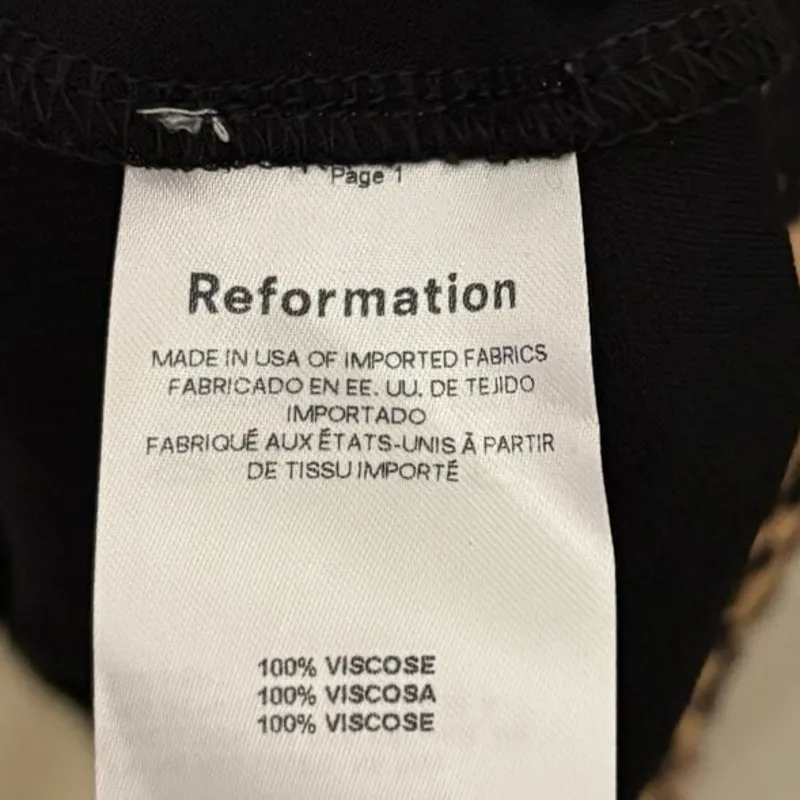 Page 1
Reformation
MADE IN USA OF IMPORTED FABRICS
FABRICADO EN EE. UU. DE TEJIDO
IMPORTADO
FABRIQUÉ AUX ÉTATS-UNIS À PARTIR
DE TISSU IMPORTÉ
100% VISCOSE
100% VISCOSA
100% VISCOSE